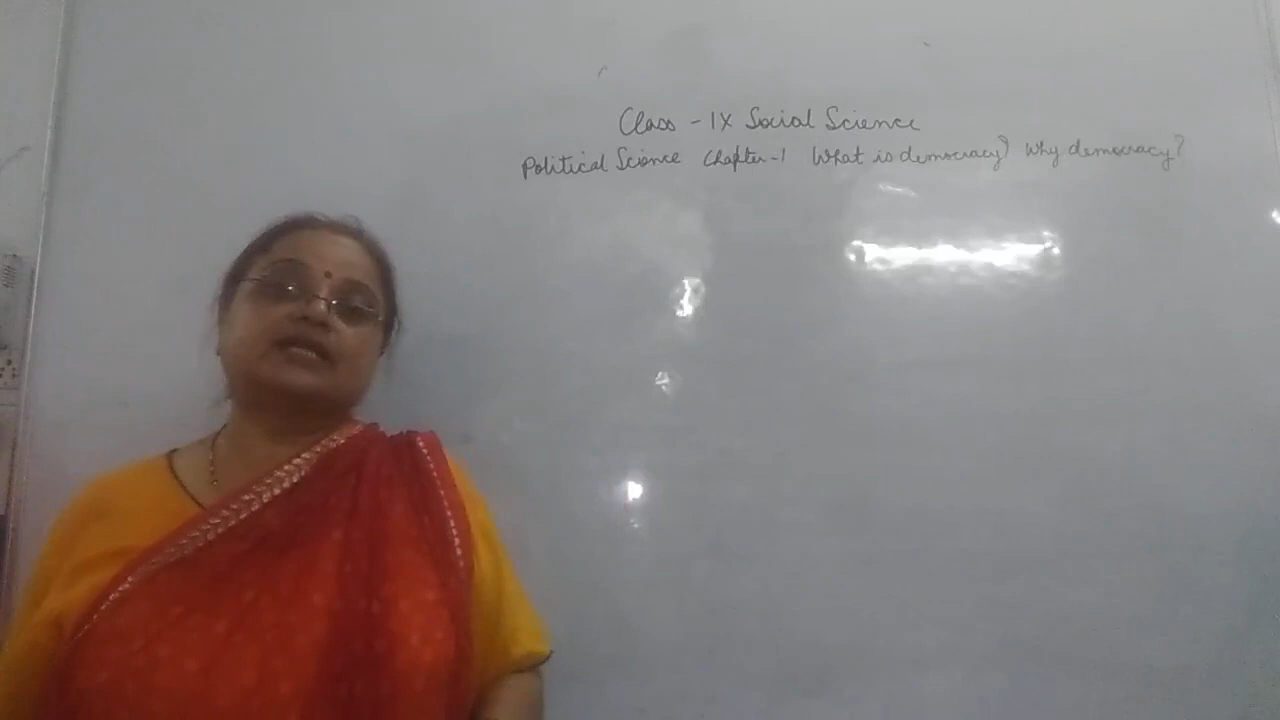 Class - IX Social Science
Political Science Chapter-1 What is democracy? Why democracy?